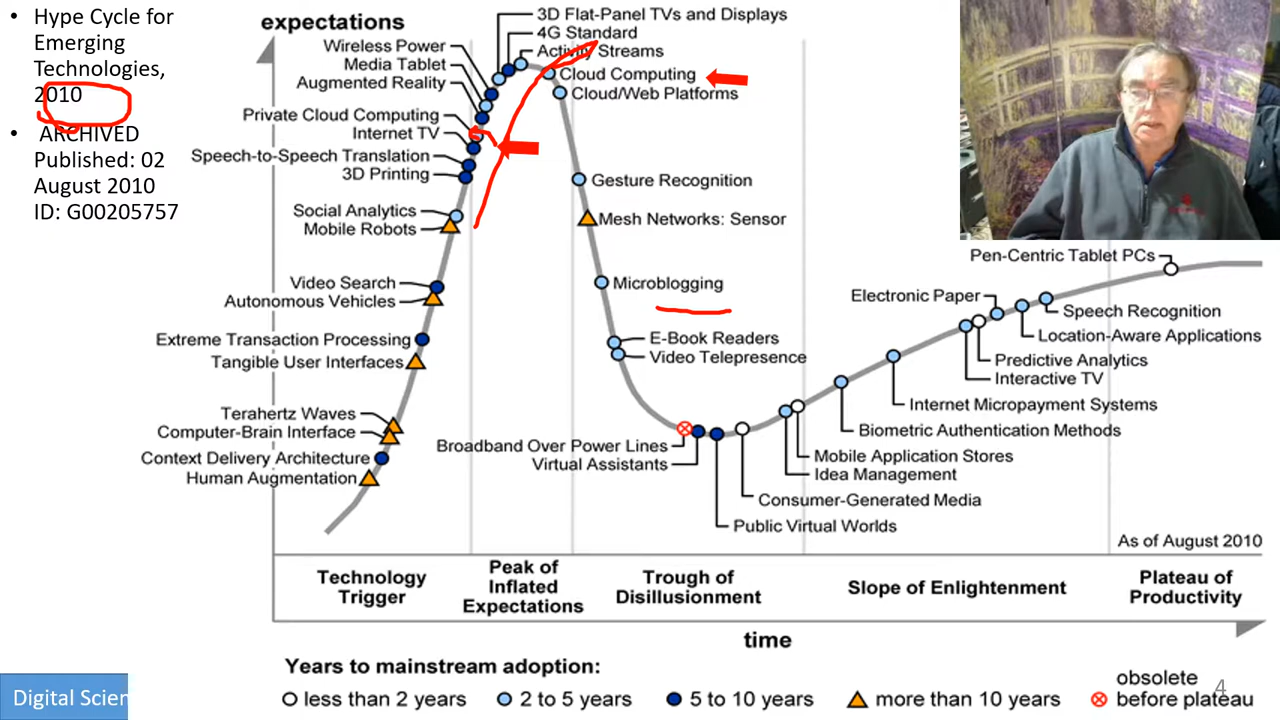 • Hype Cycle for
Emerging
Technologies,
2010
• ARCHIVED
Published: 02
August 2010
ID: G00205757
expectations
3D Flat-Panel TVs and Displays
4G Standard
Activity Streams
Wireless Power
Media Tablet
Augmented Reality
Cloud Computing
Cloud/Web Platforms
Private Cloud Computing
Internet TV
Speech-to-Speech Translation
3D Printing
Social Analytics
Mobile Robots
Video Search
Autonomous Vehicles
Extreme Transaction Processing
Tangible User Interfaces
Terahertz Waves
Computer-Brain Interface
Context Delivery Architecture
Human Augmentation
Gesture Recognition
Mesh Networks: Sensor
Microblogging
E-Book Readers
Video Telepresence
Broadband Over Power Lines
Virtual Assistants
Public Virtual Worlds
Consumer-Generated Media
Idea Management
Mobile Application Stores
Biometric Authentication Methods
Internet Micropayment Systems
Interactive TV
Predictive Analytics
Electronic Paper
Location-Aware Applications
Speech Recognition
Pen-Centric Tablet PCs
As of August 2010
Technology
Trigger
Peak of
Inflated
Expectations
Trough of
Disillusionment
Slope of Enlightenment
Plateau of
Productivity
time
Years to mainstream adoption:
less than 2 years
2 to 5 years
5 to 10 years
more than 10 years
obsolete
before plateau
Digital Scien
4